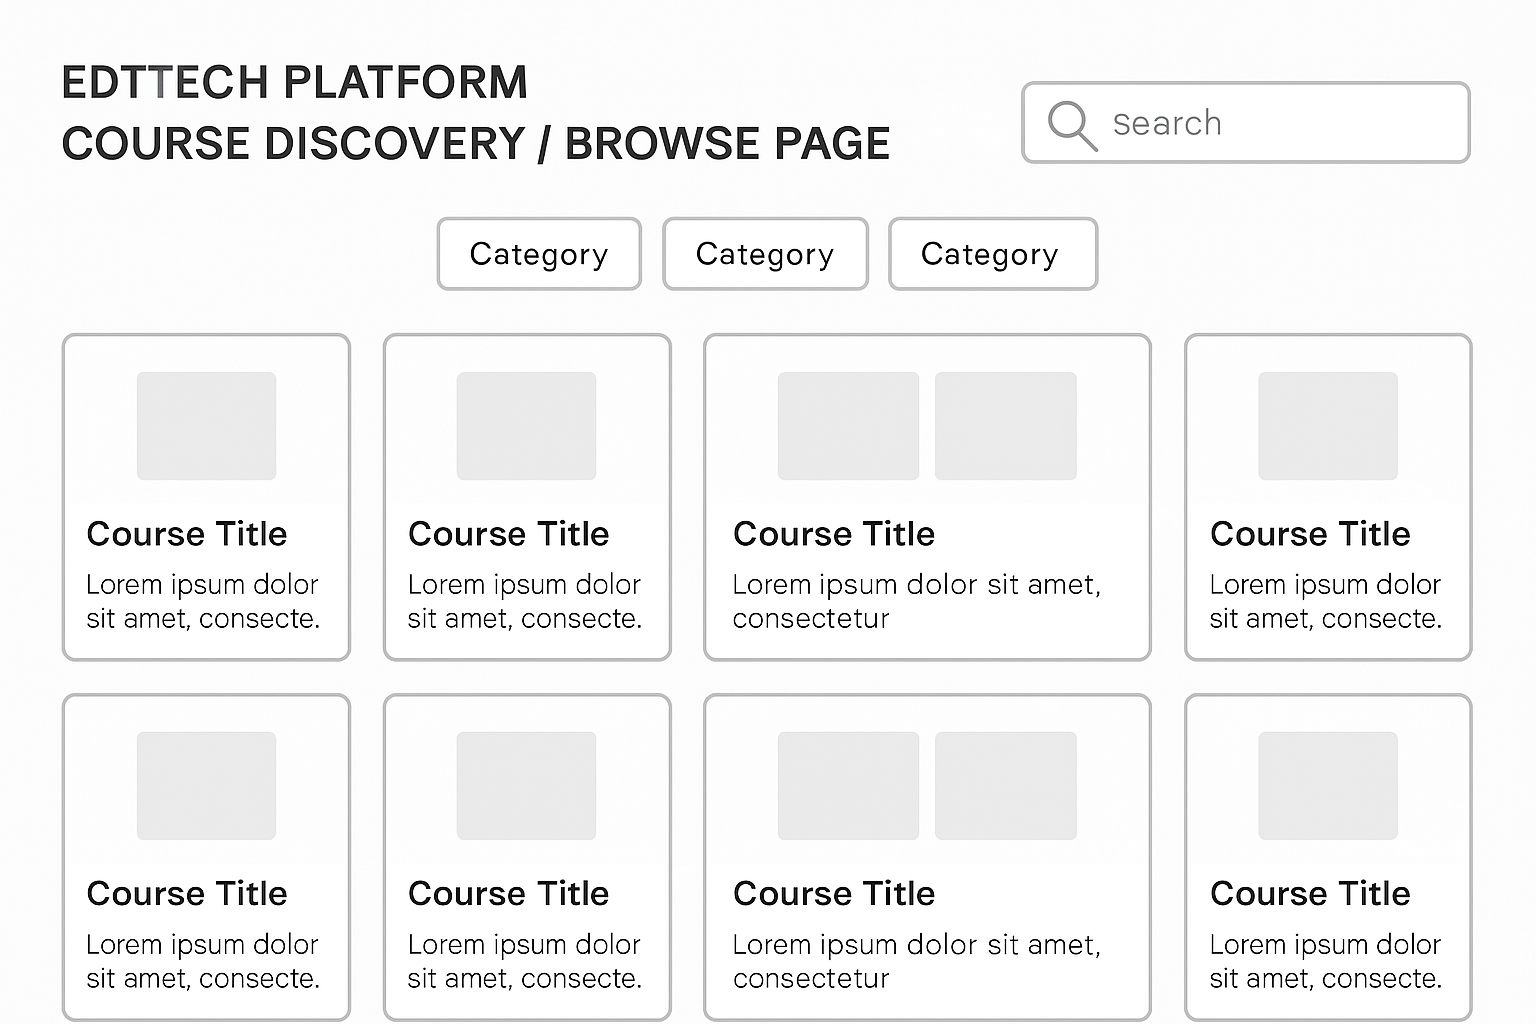 EDTTECH PLATFORM
COURSE DISCOVERY / BROWSE PAGE
Search
Category
Category
Category
Course Title
Lorem ipsum dolor
sit amet, consecte.
Course Title
Lorem ipsum dolor
sit amet, consecte.
Course Title
Lorem ipsum dolor sit amet,
consectetur
Course Title
Lorem ipsum dolor
sit amet, consecte.
Course Title
Lorem ipsum dolor
sit amet, consecte.
Course Title
Lorem ipsum dolor
sit amet, consecte.
Course Title
Lorem ipsum dolor sit amet,
consectetur
Course Title
Lorem ipsum dolor
sit amet, consecte.